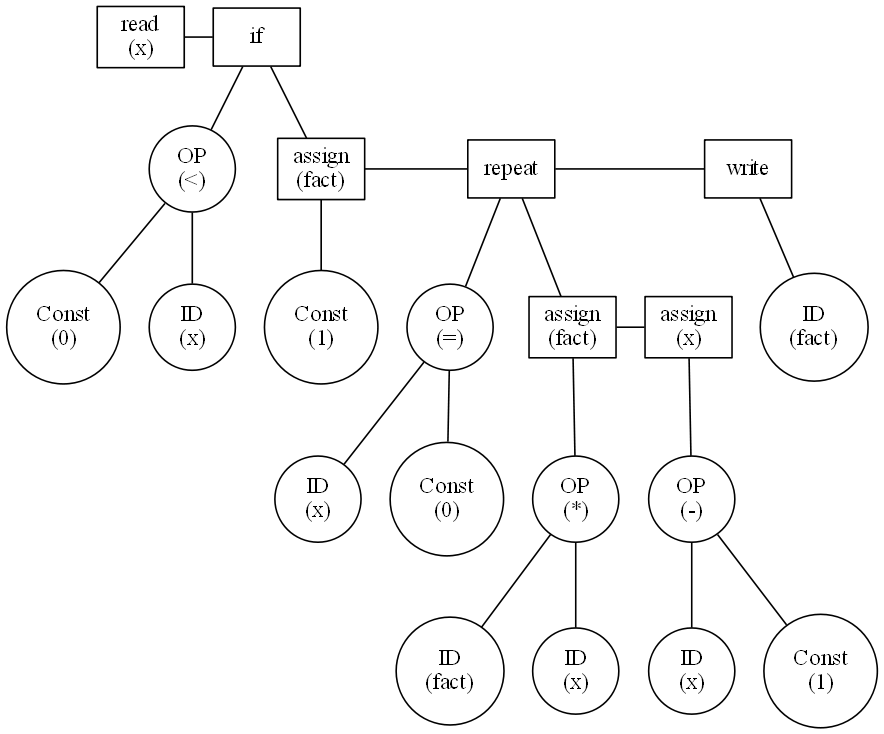 read
(x)
if
OP
(<)
assign
(fact)
repeat
write
Const
(0)
ID
(x)
Const
(1)
OP
(=)
assign
(fact)
assign
(x)
ID
(fact)
ID
(x)
Const
(0)
OP
(*)
OP
(-)
ID
(fact)
ID
(x)
ID
(x)
Const
(1)